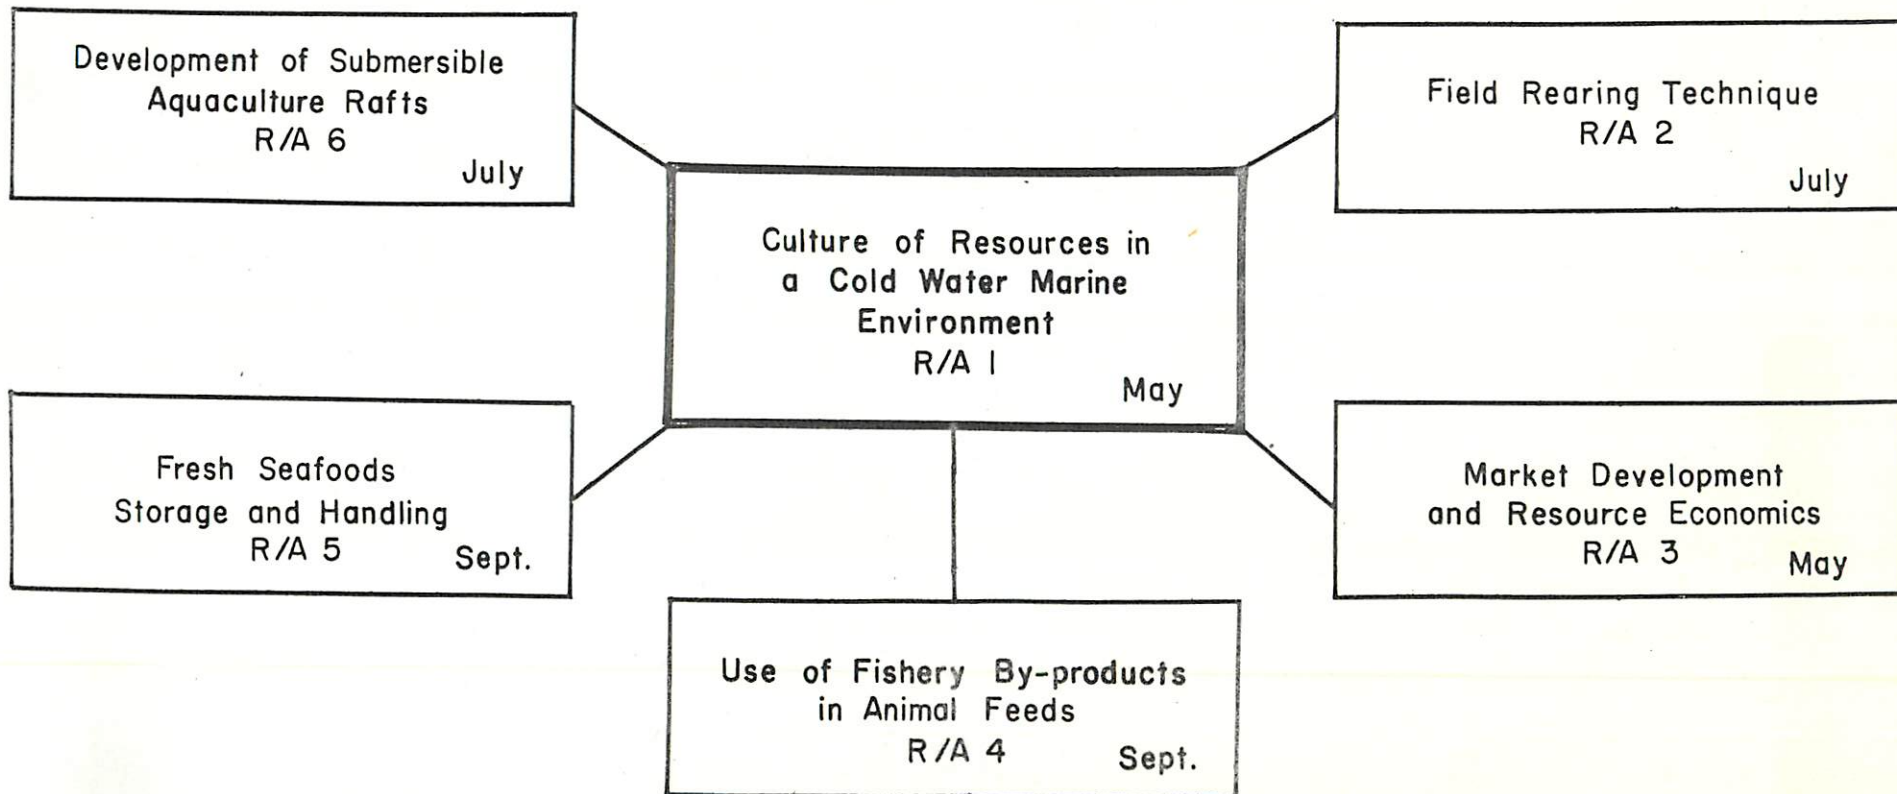 Development of Submersible
Aquaculture Rafts
R/A 6
July
Field Rearing Technique
R/A 2
July
Culture of Resources in
a Cold Water Marine
Environment
R/A 1
May
Fresh Seafoods
Storage and Handling
R/A 5
Sept.
Market Development
and Resource Economics
R/A 3
May
Use of Fishery By-products
in Animal Feeds
R/A 4
Sept.